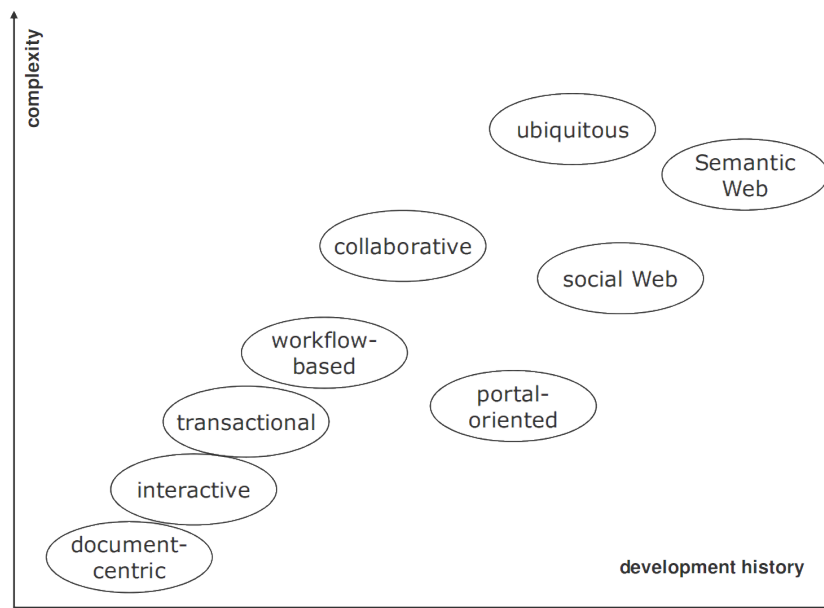 complexity
ubiquitous
Semantic
Web
collaborative
social Web
workflow-
based
portal-
oriented
transactional
interactive
document-
centric
development history